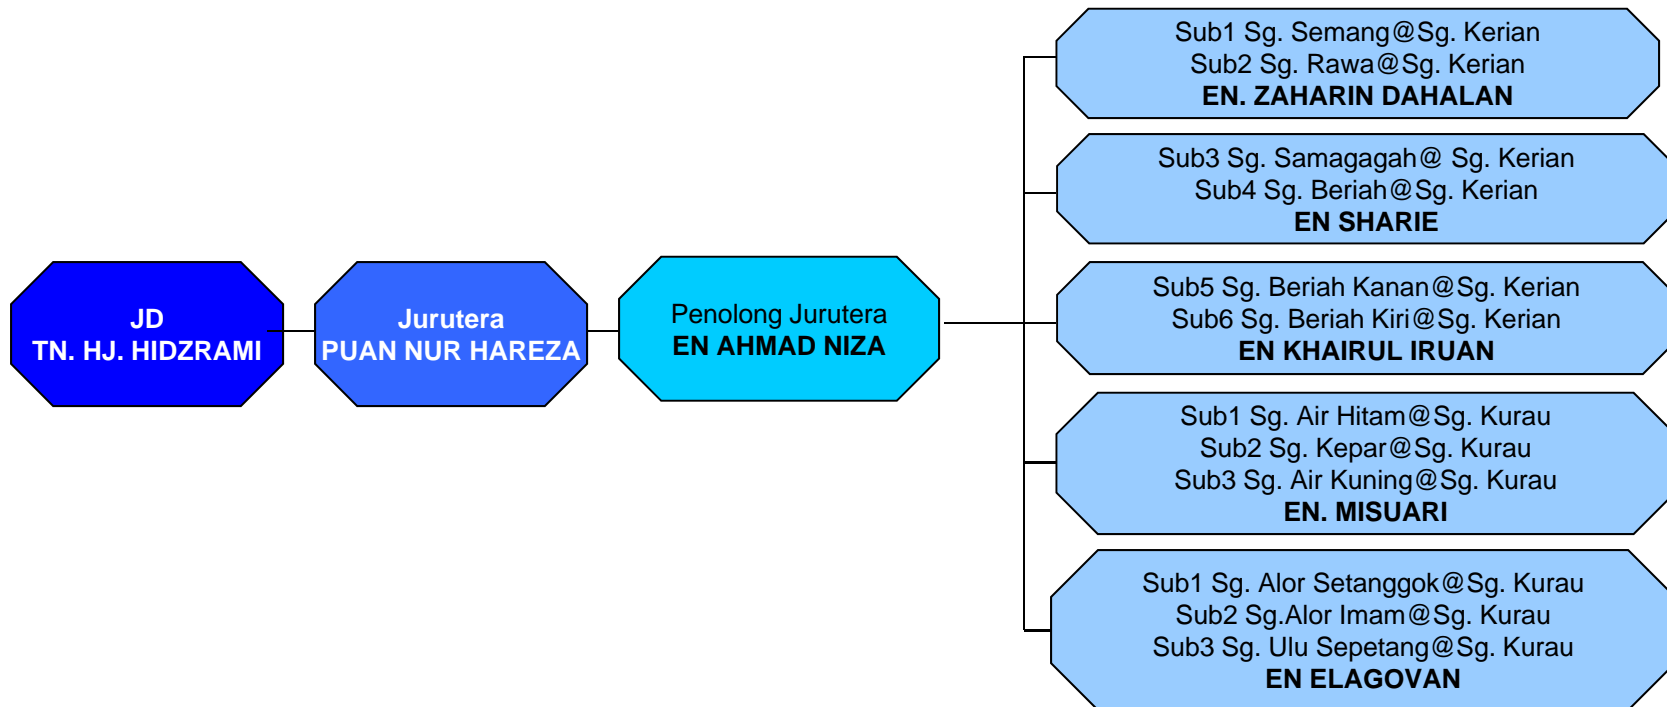 JD
TN. HJ. HIDZRAMI
Jurutera
PUAN NUR HAREZA
Penolong Jurutera
EN AHMAD NIZA
Sub1 Sg. Semang@Sg. Kerian
Sub2 Sg. Rawa@Sg. Kerian
EN. ZAHARIN DAHALAN
Sub3 Sg. Samagagah@ Sg. Kerian
Sub4 Sg. Beriah@Sg. Kerian
EN SHARIE
Sub5 Sg. Beriah Kanan@Sg. Kerian
Sub6 Sg. Beriah Kiri@Sg. Kerian
EN KHAIRUL IRUAN
Sub1 Sg. Air Hitam@Sg. Kurau
Sub2 Sg. Kepar@Sg. Kurau
Sub3 Sg. Air Kuning@Sg. Kurau
EN. MISUARI
Sub1 Sg. Alor Setanggok@Sg. Kurau
Sub2 Sg.Alor Imam@Sg. Kurau
Sub3 Sg. Ulu Sepetang@Sg. Kurau
EN ELAGOVAN